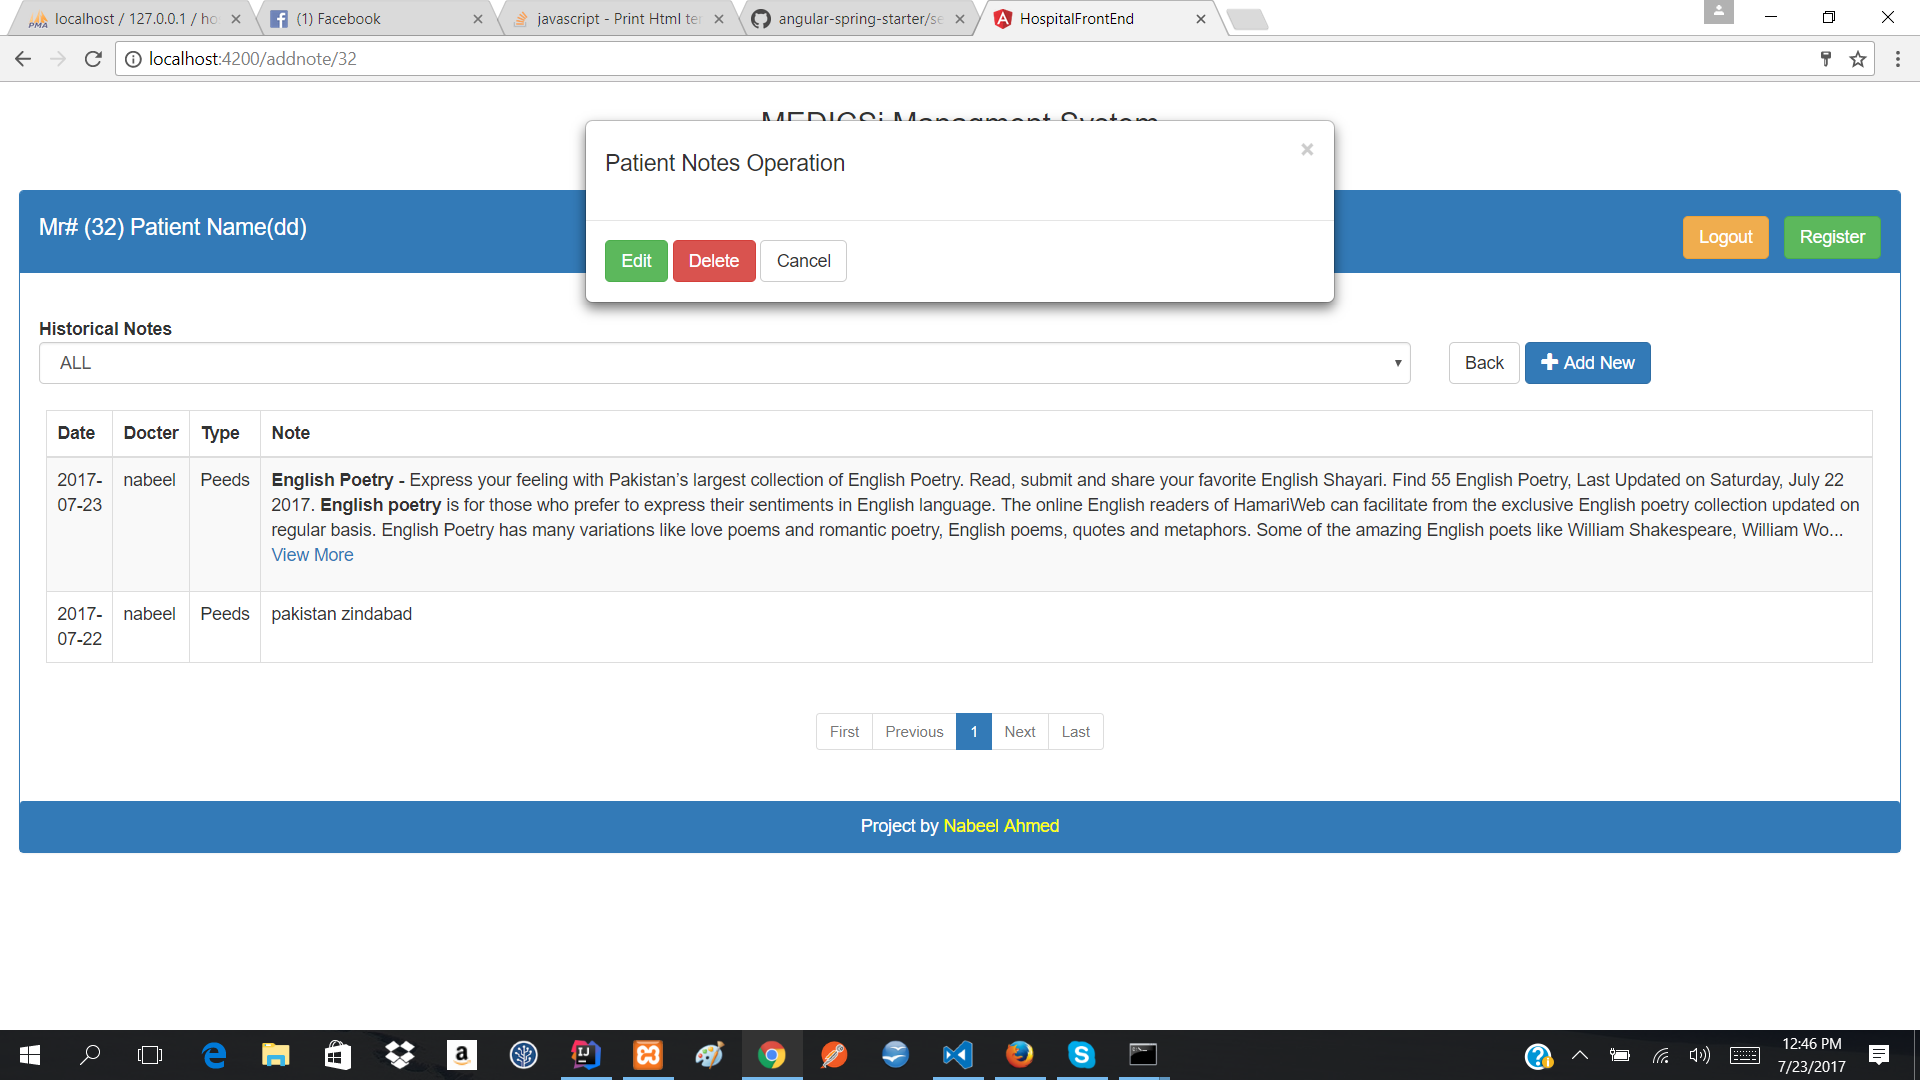 localhost / 127.0.0.1 / ho
(1) Facebook
javascript - Print Html te
angular-spring-starter/se
HospitalFrontEnd
localhost:4200/addnote/32
MEDICSi Managment System
Patient Notes Operation
×
Mr# (32) Patient Name(dd)
Logout
Register
Edit
Delete
Cancel
Historical Notes
ALL
Back
Add New
Date Docter Type Note
2017-07-23 nabeel Peeds English Poetry - Express your feeling with Pakistan's largest collection of English Poetry. Read, submit and share your favorite English Shayari. Find 55 English Poetry, Last Updated on Saturday, July 22
2017. English poetry is for those who prefer to express their sentiments in English language. The online English readers of HamariWeb can facilitate from the exclusive English poetry collection updated on
regular basis. English Poetry has many variations like love poems and romantic poetry, English poems, quotes and metaphors. Some of the amazing English poets like William Shakespeare, William Wo...
View More
2017-07-22 nabeel Peeds pakistan zindabad
First Previous 1 Next Last
Project by Nabeel Ahmed
12:46 PM
7/23/2017